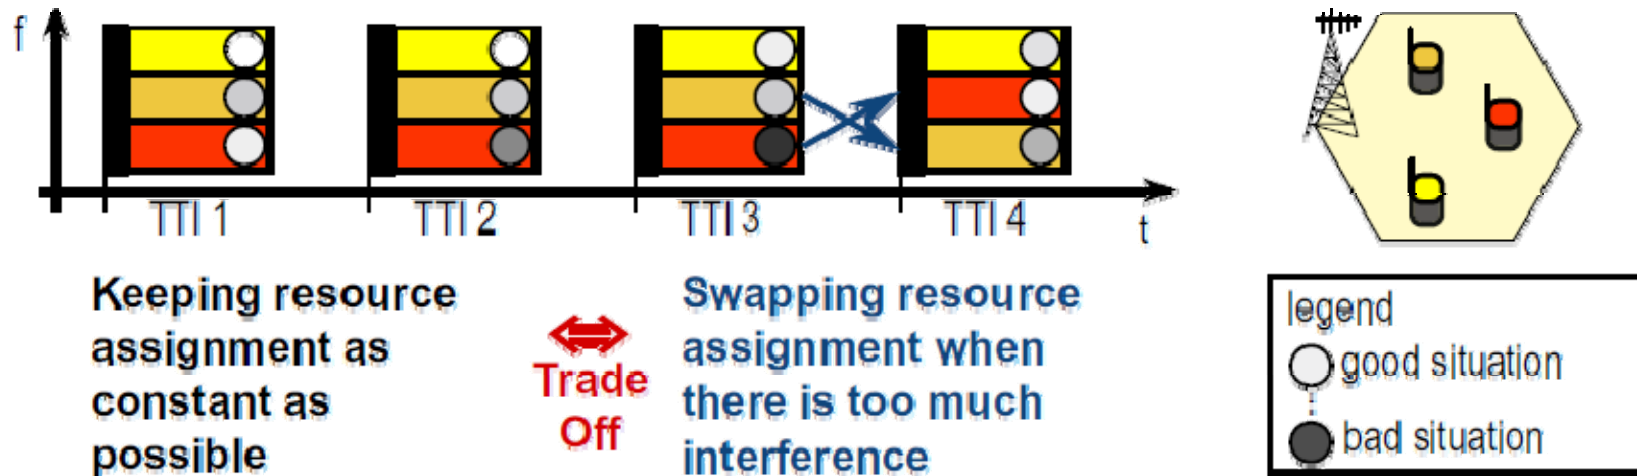 f
TTI 1
TTI 2
TTI 3
TTI 4
t
Keeping resource
assignment as
constant as
possible
Trade
Off
Swapping resource
assignment when
there is too much
interference
legend
good situation
bad situation